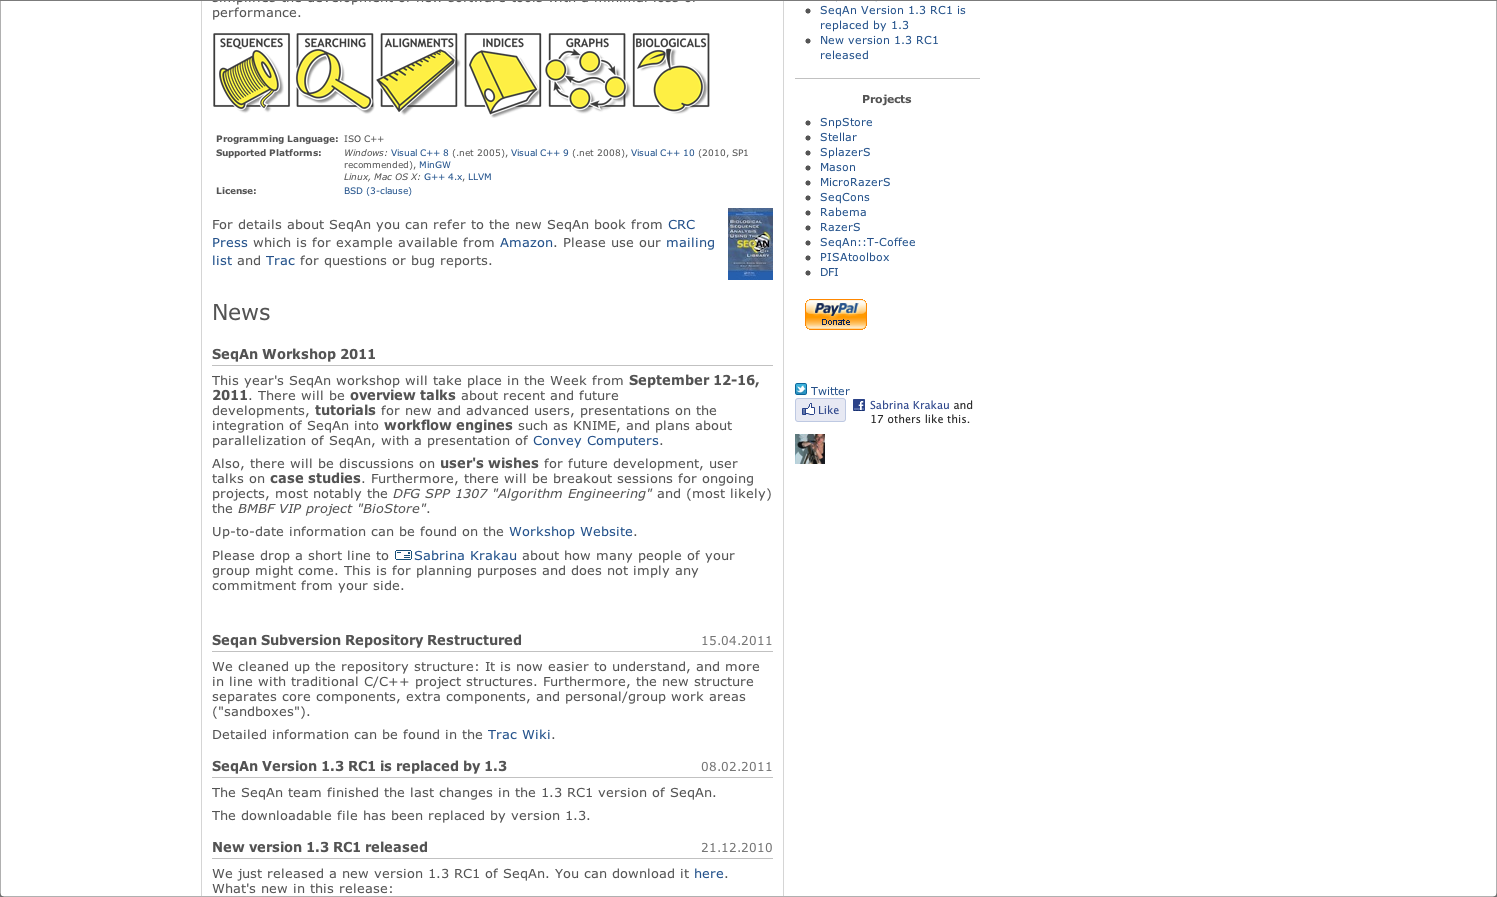 performance.
SEQUENCES SEARCHING ALIGNMENTS INDICES GRAPHS BIOLOGICALS
Programming Language: ISO C++
Supported Platforms: Windows: Visual C++ 8 (.net 2005), Visual C++ 9 (.net 2008), Visual C++ 10 (2010, SP1
recommended), MinGW
Linux, Mac OS X: G++ 4.x, LLVM
License: BSD (3-clause)
For details about SeqAn you can refer to the new SeqAn book from CRC
Press which is for example available from Amazon. Please use our mailing
list and Trac for questions or bug reports.
BIOLOGICAL
SEQUENCE
ANALYSIS
USING THE
SEQAN
C++
LIBRARY
News
SeqAn Workshop 2011
This year's SeqAn workshop will take place in the Week from September 12-16,
2011. There will be overview talks about recent and future
developments, tutorials for new and advanced users, presentations on the
integration of SeqAn into workflow engines such as KNIME, and plans about
parallelization of SeqAn, with a presentation of Convey Computers.
Also, there will be discussions on user's wishes for future development, user
talks on case studies. Furthermore, there will be breakout sessions for ongoing
projects, most notably the DFG SPP 1307 "Algorithm Engineering" and (most likely)
the BMBF VIP project "BioStore".
Up-to-date information can be found on the Workshop Website.
Please drop a short line to Sabrina Krakau about how many people of your
group might come. This is for planning purposes and does not imply any
commitment from your side.
Seqan Subversion Repository Restructured 15.04.2011
We cleaned up the repository structure: It is now easier to understand, and more
in line with traditional C/C++ project structures. Furthermore, the new structure
separates core components, extra components, and personal/group work areas
("sandboxes").
Detailed information can be found in the Trac Wiki.
SeqAn Version 1.3 RC1 is replaced by 1.3 08.02.2011
The SeqAn team finished the last changes in the 1.3 RC1 version of SeqAn.
The downloadable file has been replaced by version 1.3.
New version 1.3 RC1 released 21.12.2010
We just released a new version 1.3 RC1 of SeqAn. You can download it here.
What's new in this release:
SeqAn Version 1.3 RC1 is
replaced by 1.3
New version 1.3 RC1
released
Projects
SnpStore
Stellar
SplazerS
Mason
MicroRazerS
SeqCons
Rabema
RazerS
SeqAn::T-Coffee
PISAtoolbox
DFI
PayPal
Donate
Twitter
Like
Sabrina Krakau and
17 others like this.